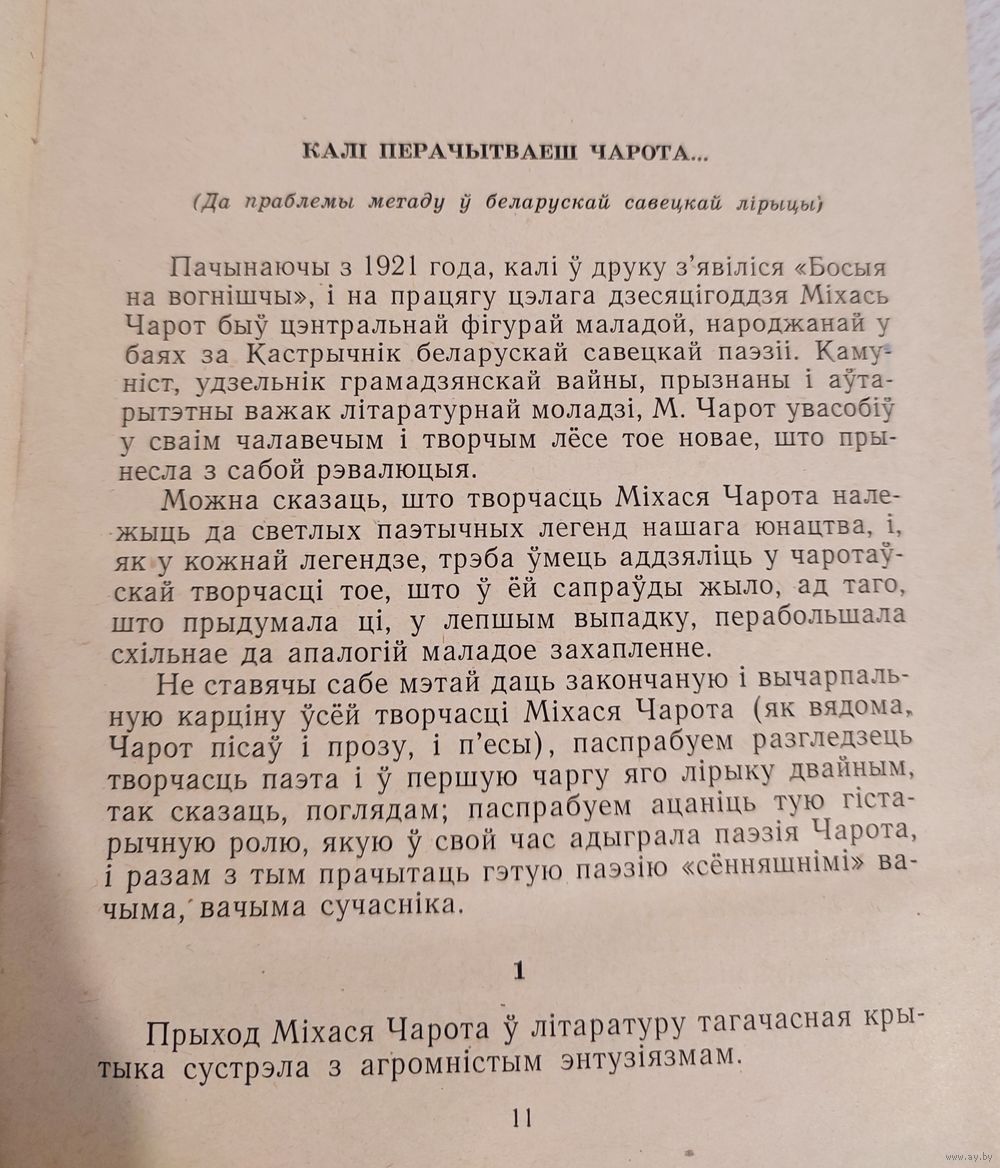 КАЛІ ПЕРАЧЫТВАЕШ ЧАРОТА...
(Да праблемы метаду ў беларускай савецкай лірыцы)
Пачынаючы з 1921 года, калі ў друку з’явіліся «Босыя
на вогнішчы», і на працягу цэлага дзесяцігоддзя Міхась
Чарот быў цэнтральнай фігурай маладой, народжанай у
баях за Кастрычнік беларускай савецкай паэзіі. Каму-
ніст, удзельнік грамадзянскай вайны, прызнаны і аўта-
рытэтны важак літаратурнай моладзі, М. Чарот увасобіў
у сваім чалавечым і творчым лёсе тое новае, што пры-
несла з сабой рэвалюцыя.
Можна сказаць, што творчасць Міхася Чарота нале-
жыць да светлых паэтычных легенд нашага юнацтва, і,
як у кожнай легендзе, трэба ўмець аддзяліць у чаротаў-
скай творчасці тое, што ў ёй сапраўды жыло, ад таго,
што прыдумала ці, у лепшым выпадку, перабольшала
схільнае да апалогій маладое захапленне.
Не ставячы сабе мэтай даць закончаную і вычарпаль-
ную карціну ўсёй творчасці Міхася Чарота (як вядома,
Чарот пісаў і прозу, і п’есы), паспрабуем разгледзець
творчасць паэта і ў першую чаргу яго лірыку двайным,
так сказаць, поглядам; паспрабуем ацаніць тую гіста-
рычную ролю, якую ў свой час адыграла паэзія Чарота,
і разам з тым прачытаць гэтую паэзію «сённяшнімі» ва-
чыма, вачыма сучасніка.
1
Прыход Міхася Чарота ў літаратуру тагачасная кры-
тыка сустрэла з агромністым энтузіязмам.
11
www.ay.by